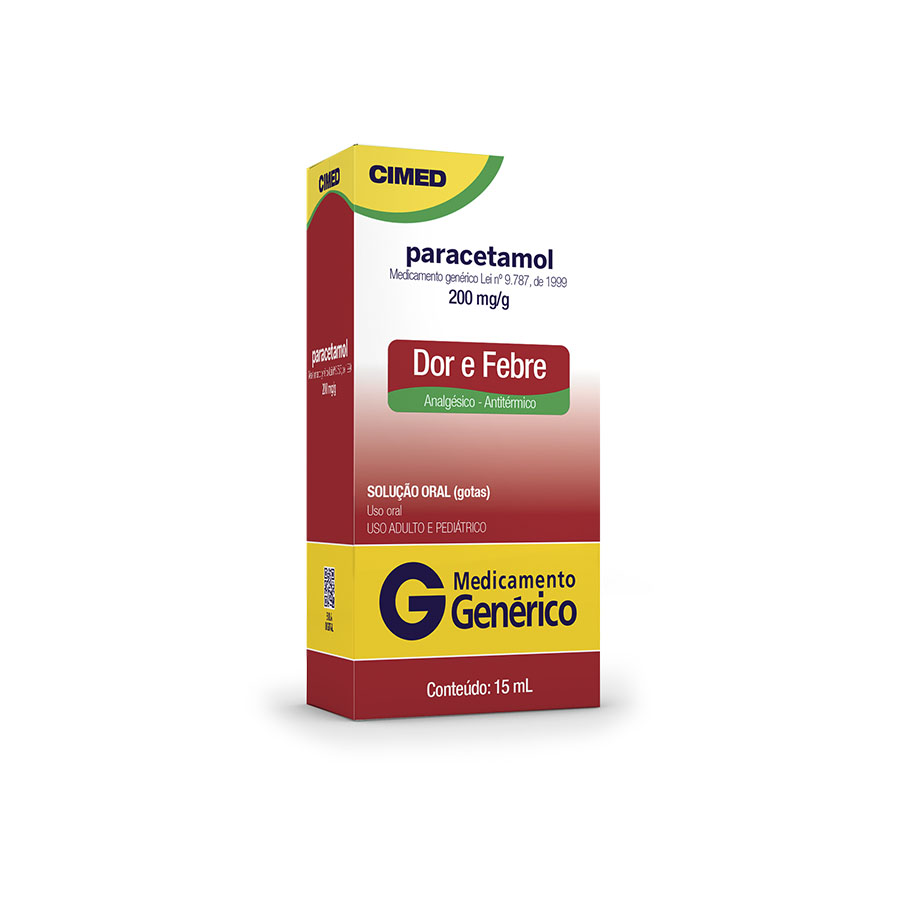 CIMED
paracetamol
Medicamento genérico Lei nº 9.787, de 1999
200 mg/g
Dor e Febre
Analgésico - Antitérmico
SOLUÇÃO ORAL (gotas)
Uso oral
USO ADULTO E PEDIÁTRICO
G Medicamento
Genérico
Conteúdo: 15 mL
CIMED
paracetamol
200 mg/g